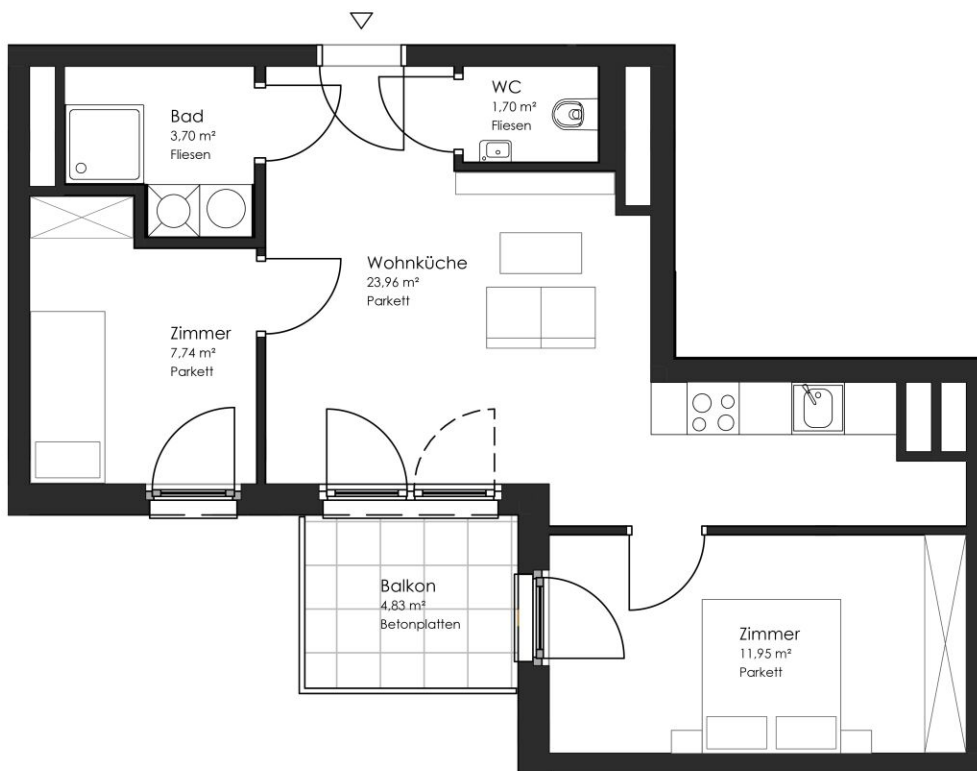 Bad
3,70 m²
Fliesen
WC
1,70 m²
Fliesen
Wohnküche
23,96 m²
Parkett
Zimmer
7,74 m²
Parkett
Balkon
4,83 m²
Betonplatten
Zimmer
11,95 m²
Parkett